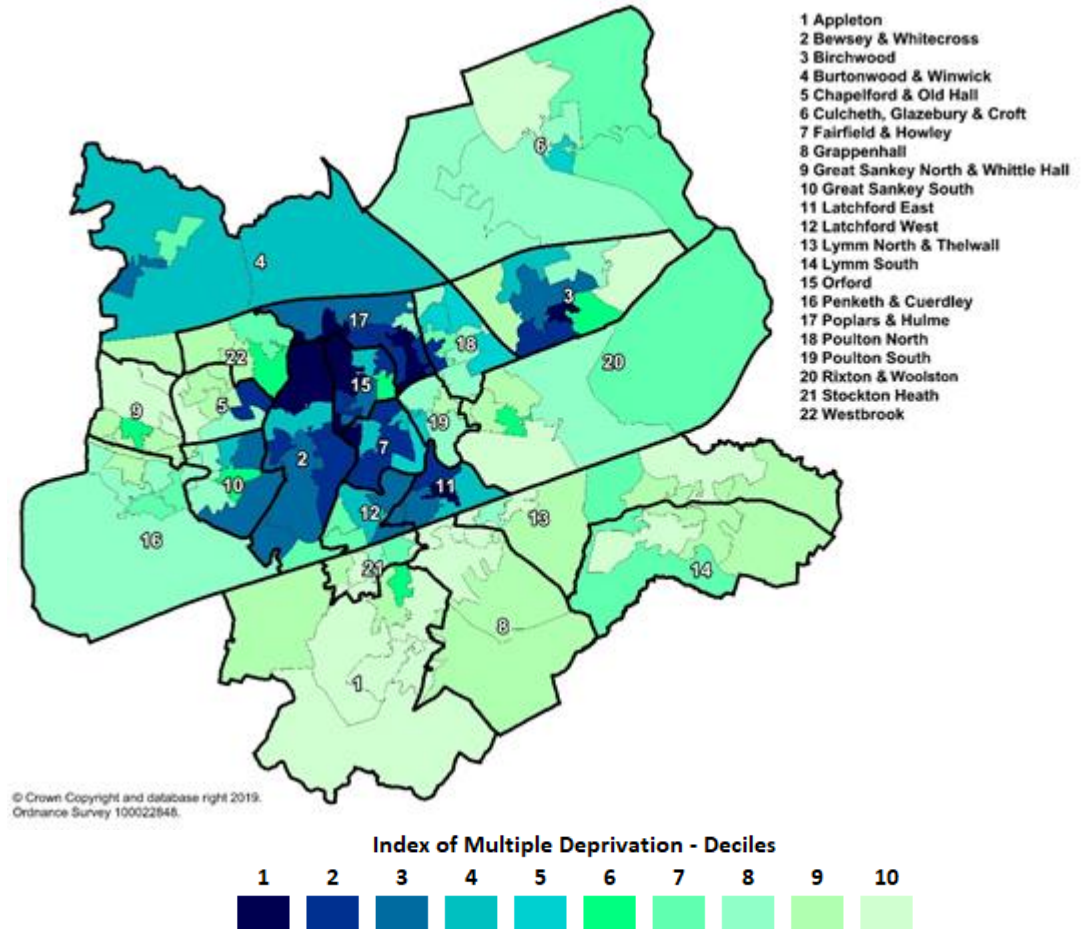 1 Appleton
2 Bewsey & Whitecross
3 Birchwood
4 Burtonwood & Winwick
5 Chapelford & Old Hall
6 Culcheth, Glazebury & Croft
7 Fairfield & Howley
8 Grappenhall
9 Great Sankey North & Whittle Hall
10 Great Sankey South
11 Latchford East
12 Latchford West
13 Lymm North & Thelwall
14 Lymm South
15 Orford
16 Penketh & Cuerdley
17 Poplars & Hulme
18 Poulton North
19 Poulton South
20 Rixton & Woolston
21 Stockton Heath
22 Westbrook
6
4
3
17
18
22
20
15
5
9
19
7
2
10
11
12
13
16
21
14
8
1
© Crown Copyright and database right 2019.
Ordnance Survey 100022848.
Index of Multiple Deprivation - Deciles
1 2 3 4 5 6 7 8 9 10